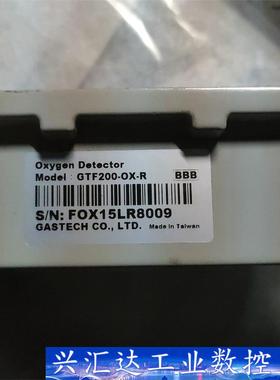 Oxygen Detector
Model : GTF200-OX-R BBB
S/N: FOX15LR8009
GASTECH CO., LTD. Made in Taiwan
兴汇达工业数控